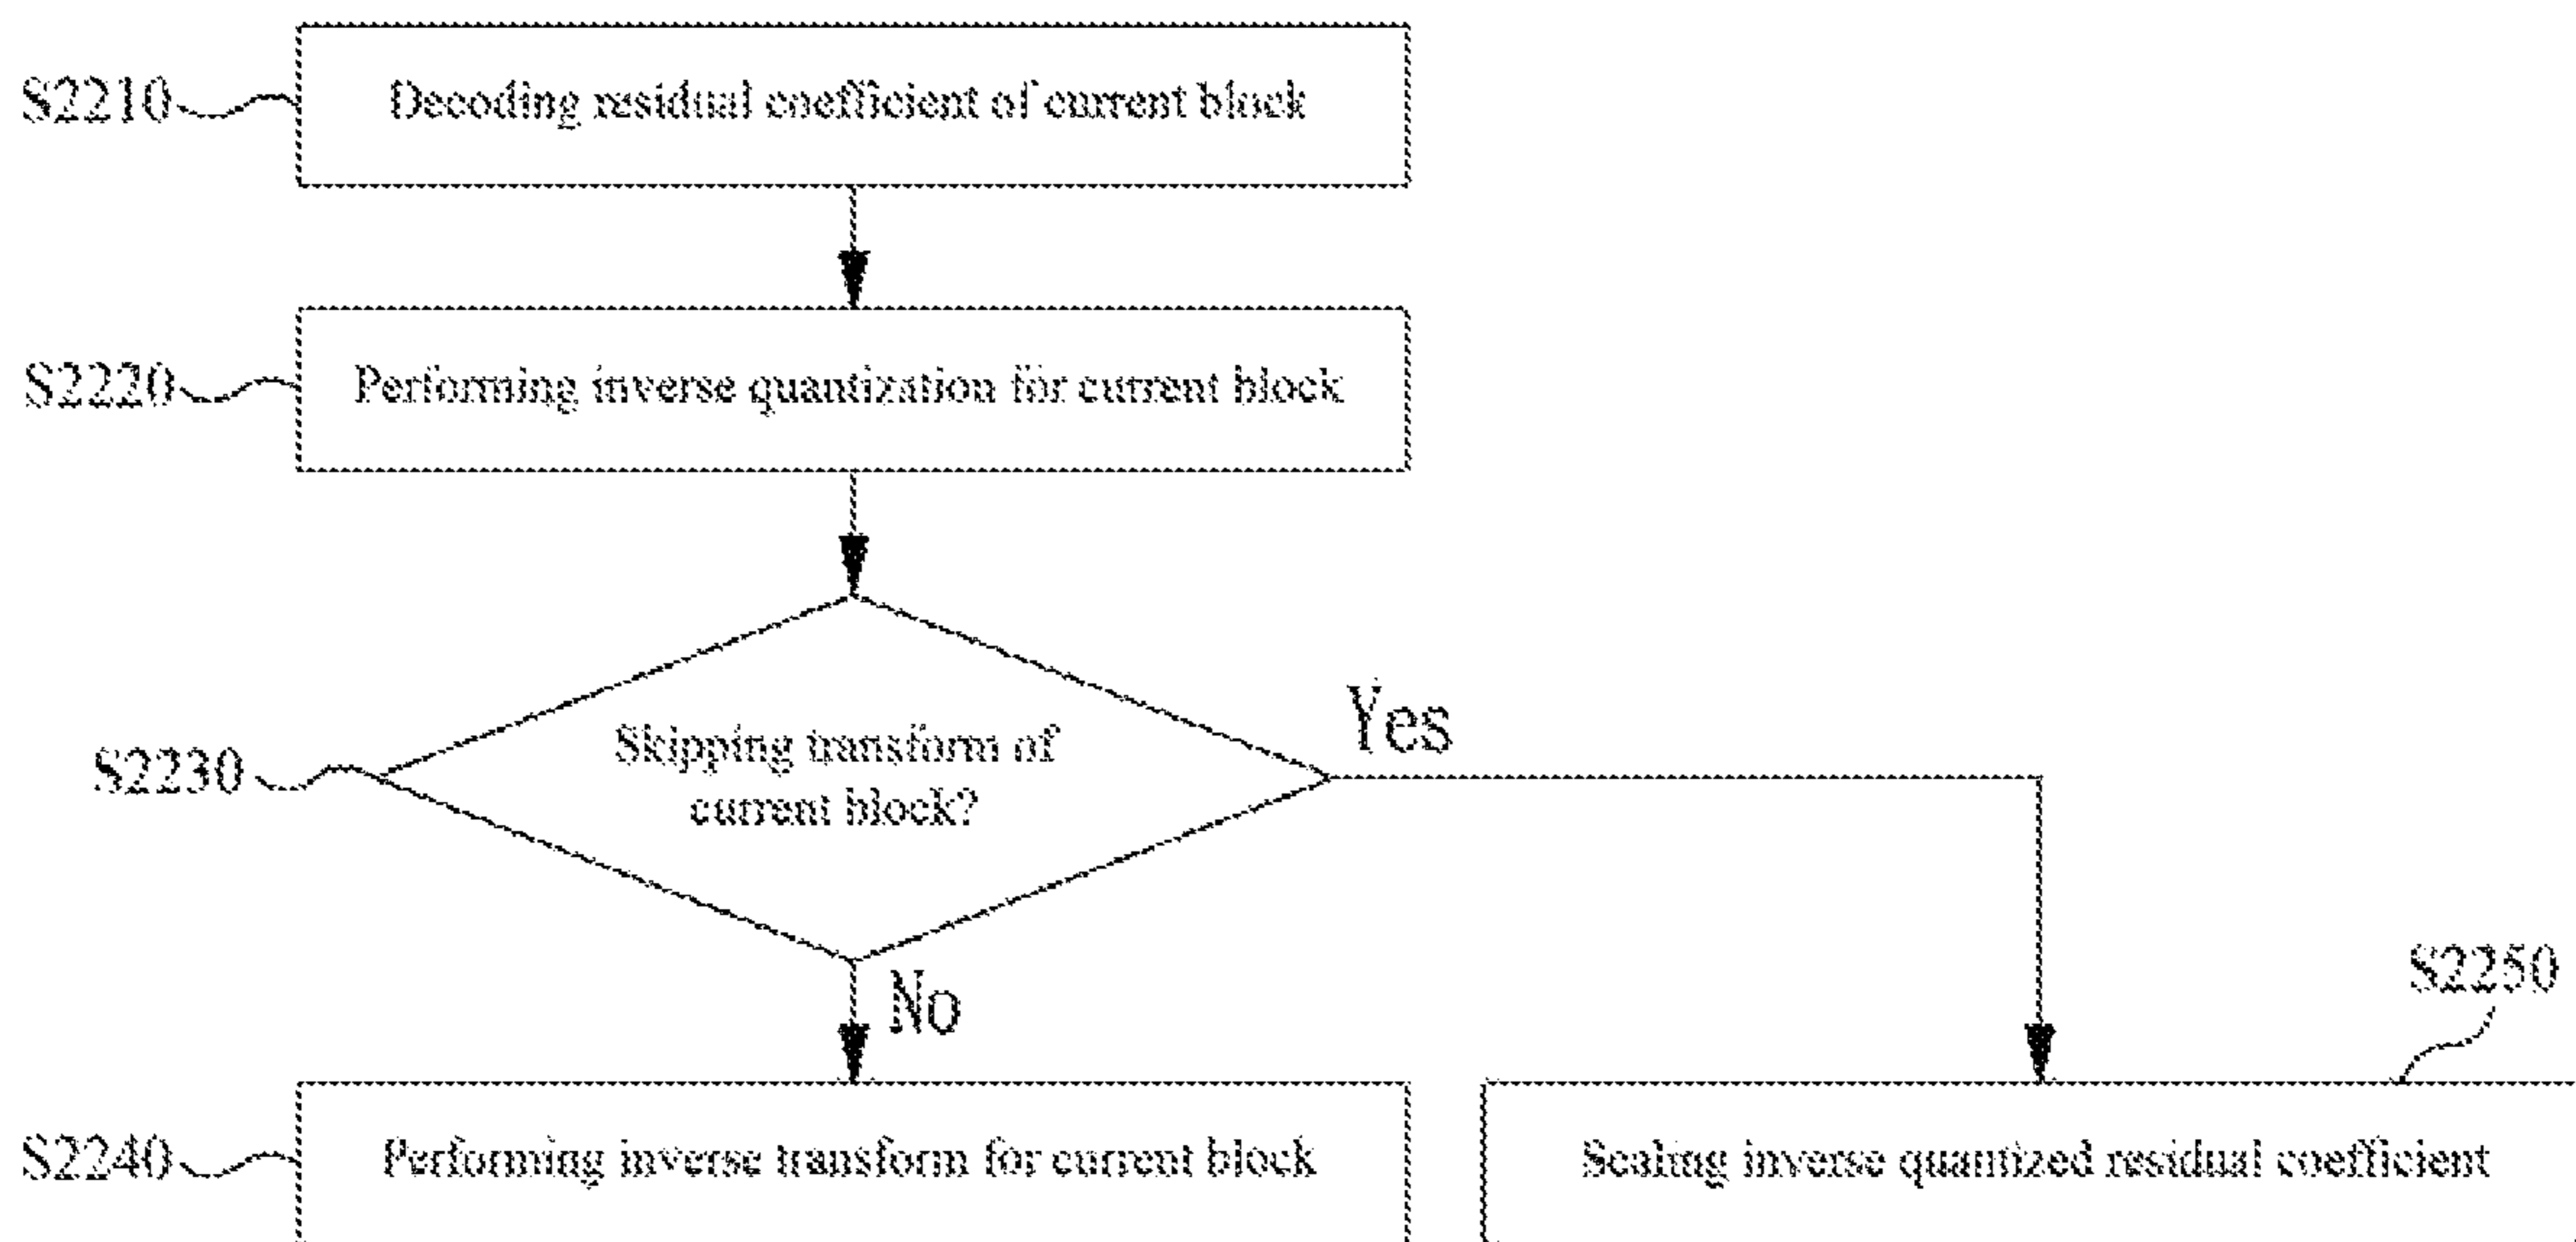 S2210
Decoding residual coefficient of current block
S2220
Performing inverse quantization for current block
S2230
Skipping transform of
current block?
Yes
No
S2250
S2240
Performing inverse transform for current block
Scaling inverse quantized residual coefficient